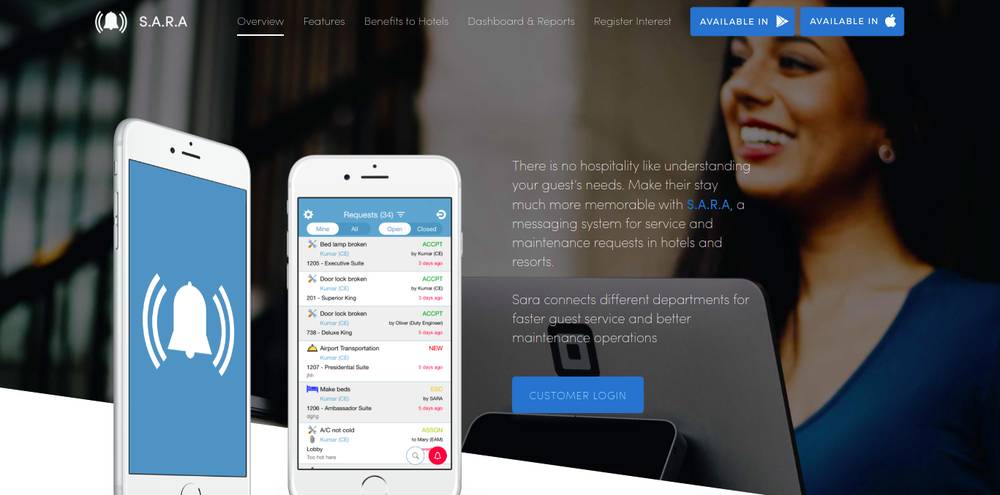 S.A.R.A
Overview
Features
Benefits to Hotels
Dashboard & Reports
Register Interest
AVAILABLE IN
AVAILABLE IN
There is no hospitality like understanding
your guest's needs. Make their stay
much more memorable with S.A.R.A, a
messaging system for service and
maintenance requests in hotels and
resorts.
Sara connects different departments for
faster guest service and better
maintenance operations
CUSTOMER LOGIN
Requests (34)
Mine All Open Closed
Bed lamp broken ACCPT
Kumar (CE) by Kumar (CE)
1205 - Executive Suite 3 days ago
Door lock broken ACCPT
Kumar (CE) by Kumar (CE)
201 - Superior King 5 days ago
Door lock broken ACCPT
Kumar (CE) by Oliver (Duty Engineer)
738 - Deluxe King 5 days ago
Airport Transportation NEW
Kumar (CE)
1207 - Presidential Suite 5 days ago
jhh
Make beds ESC
Kumar (CE) by SARA
1206 - Ambassador Suite 5 days ago
A/C not cold ASSGN
Kumar (CE) to Mary (EAM)
Lobby
Too hot here